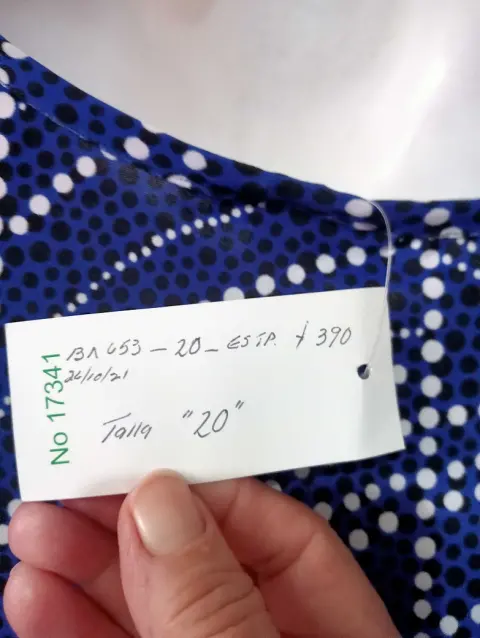 BA 653 - 20 - ESTP. $ 390
26/10/21
Talla "20"
No 17341